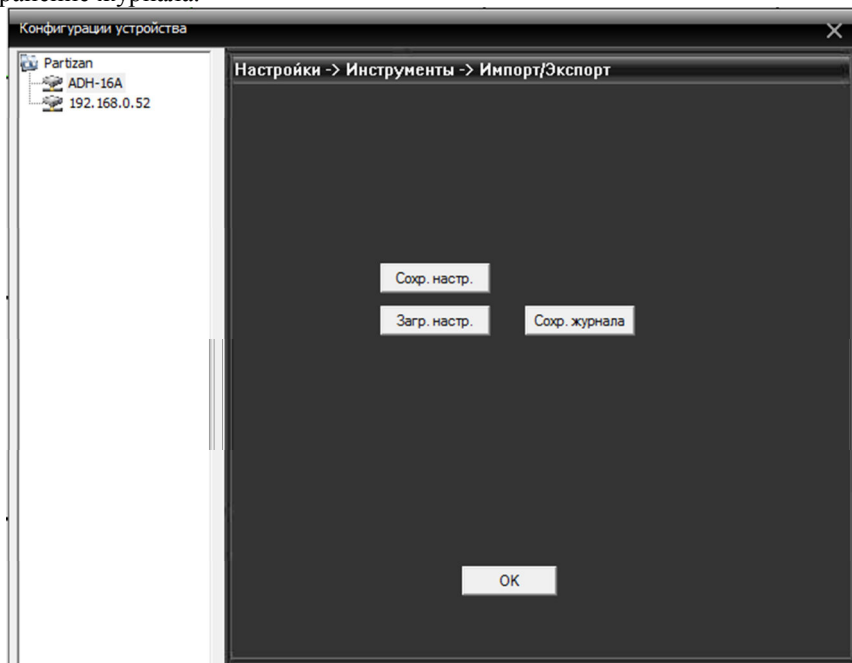 журнала.
Конфигурации устройства
Partizan
ADH-16A
192.168.0.52
Настройки -> Инструменты -> Импорт/Экспорт
Сохр. настр.
Загр. настр.
Сохр. журнала
OK